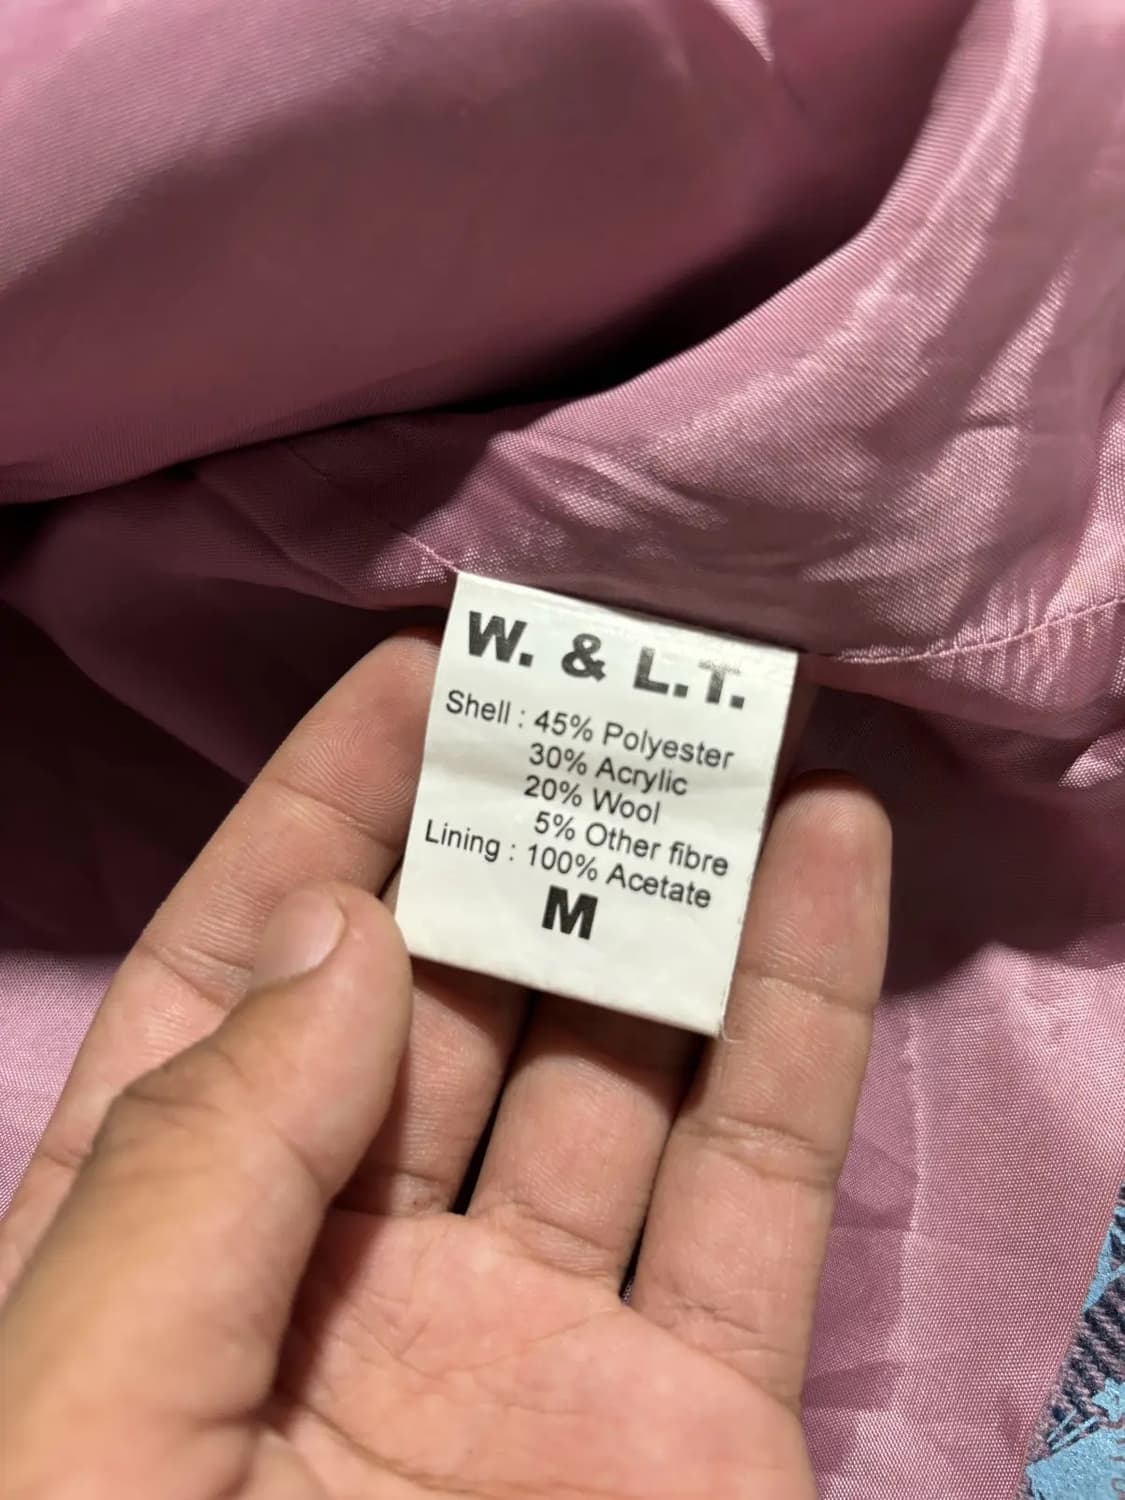 W. & L.T.
Shell : 45% Polyester
30% Acrylic
20% Wool
5% Other fibre
Lining : 100% Acetate
M